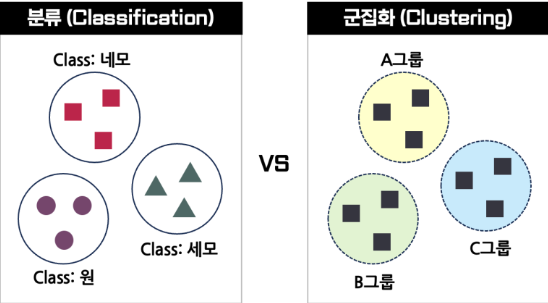 분류 (Classification)
Class: 네모
Class: 세모
Class: 원
VS
군집화 (Clustering)
A그룹
C그룹
B그룹